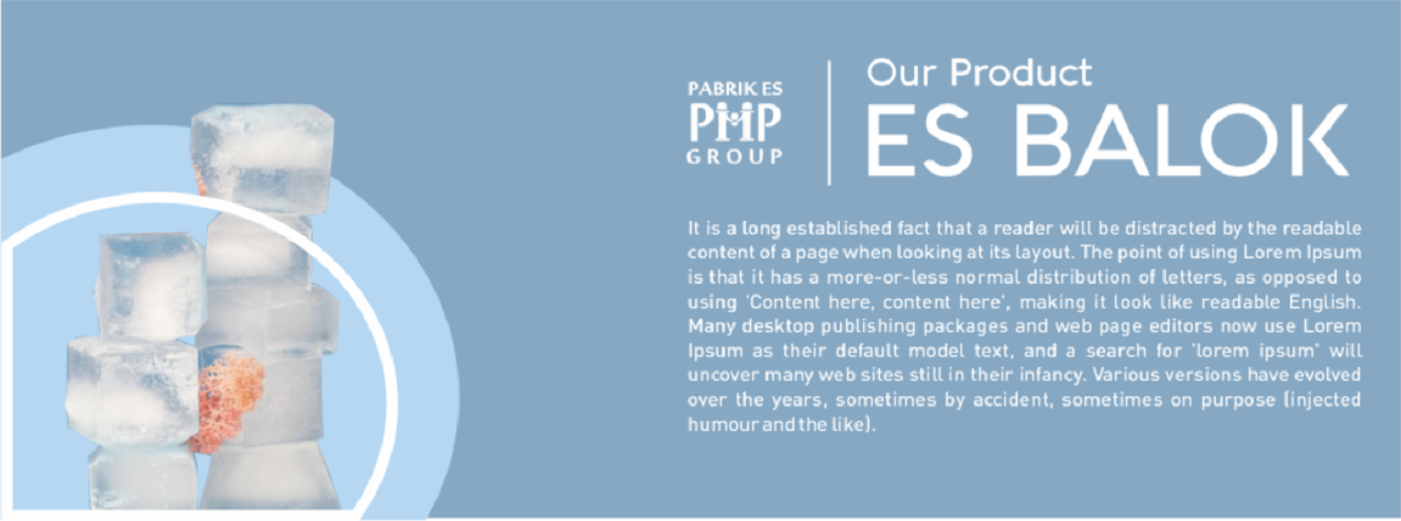 PABRIK ES
PMP
GROUP
Our Product
ES BALOK
It is a long established fact that a reader will be distracted by the readable
content of a page when looking at its layout. The point of using Lorem Ipsum
is that it has a more-or-less normal distribution of letters, as opposed to
using 'Content here, content here', making it look like readable English.
Many desktop publishing packages and web page editors now use Lorem
Ipsum as their default model text, and a search for 'lorem ipsum' will
uncover many web sites still in their infancy. Various versions have evolved
over the years, sometimes by accident, sometimes on purpose (injected
humour and the like).